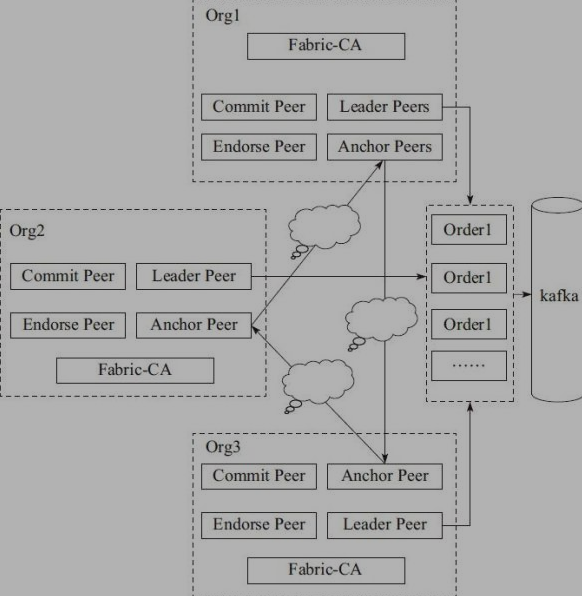 Org1
Fabric-CA
Commit Peer
Leader Peers
Endorse Peer
Anchor Peers
Org2
Commit Peer
Leader Peer
Endorse Peer
Anchor Peer
Fabric-CA
Order1
Order1
Order1
......
kafka
Org3
Commit Peer
Anchor Peer
Endorse Peer
Leader Peer
Fabric-CA